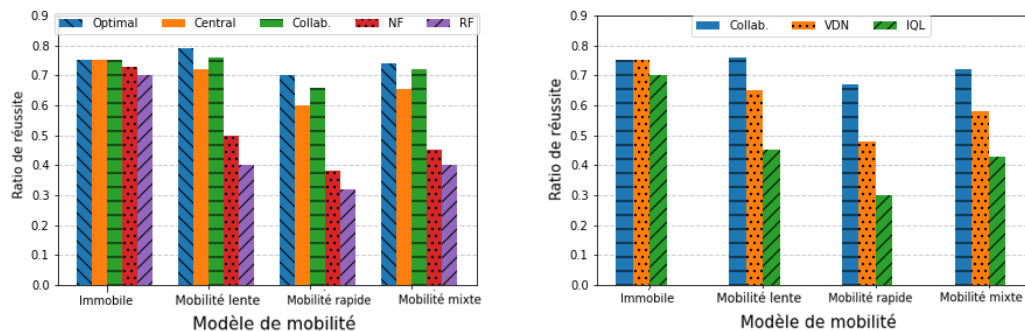 Optimal Central Collab. NF RF
0.9
0.8
0.7
0.6
0.5
0.4
0.3
0.2
0.1
0.0
Ratio de réussite
Immobile Mobilité lente Mobilité rapide Mobilité mixte
Modèle de mobilité
Collab. VDN IQL
0.9
0.8
0.7
0.6
0.5
0.4
0.3
0.2
0.1
0.0
Ratio de réussite
Immobile Mobilité lente Mobilité rapide Mobilité mixte
Modèle de mobilité